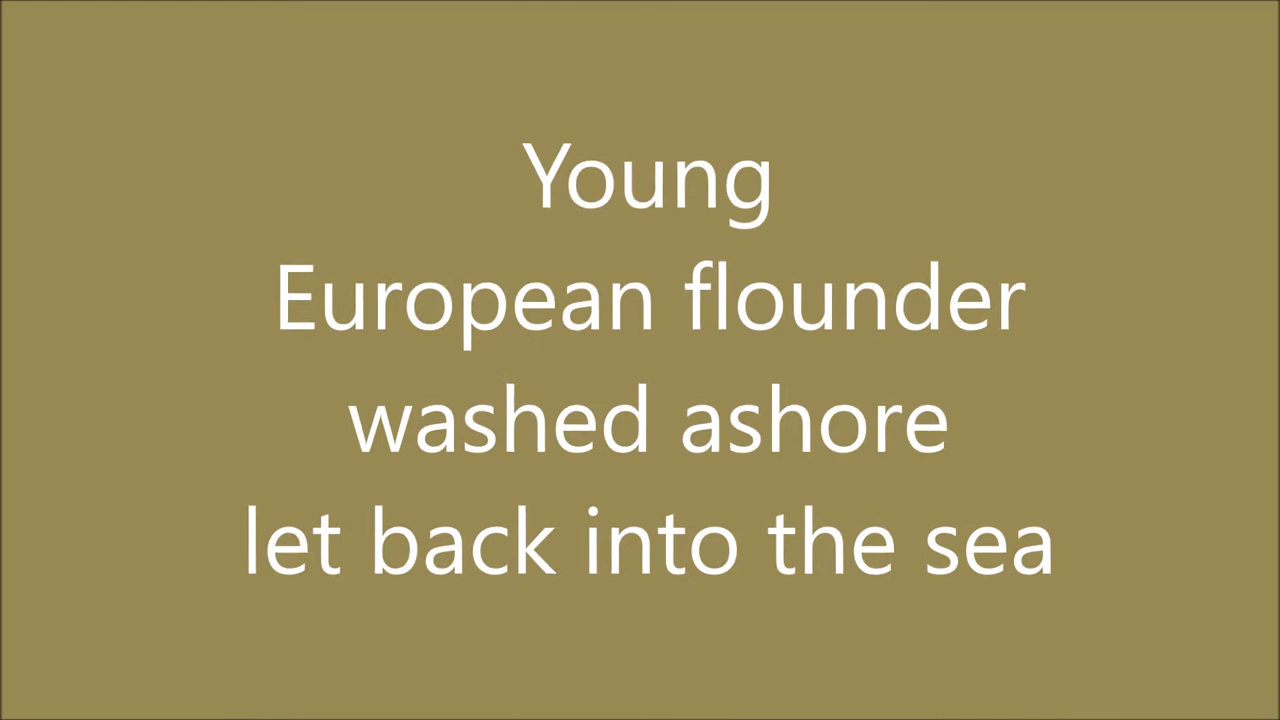 Young
European flounder
washed ashore
let back into the sea